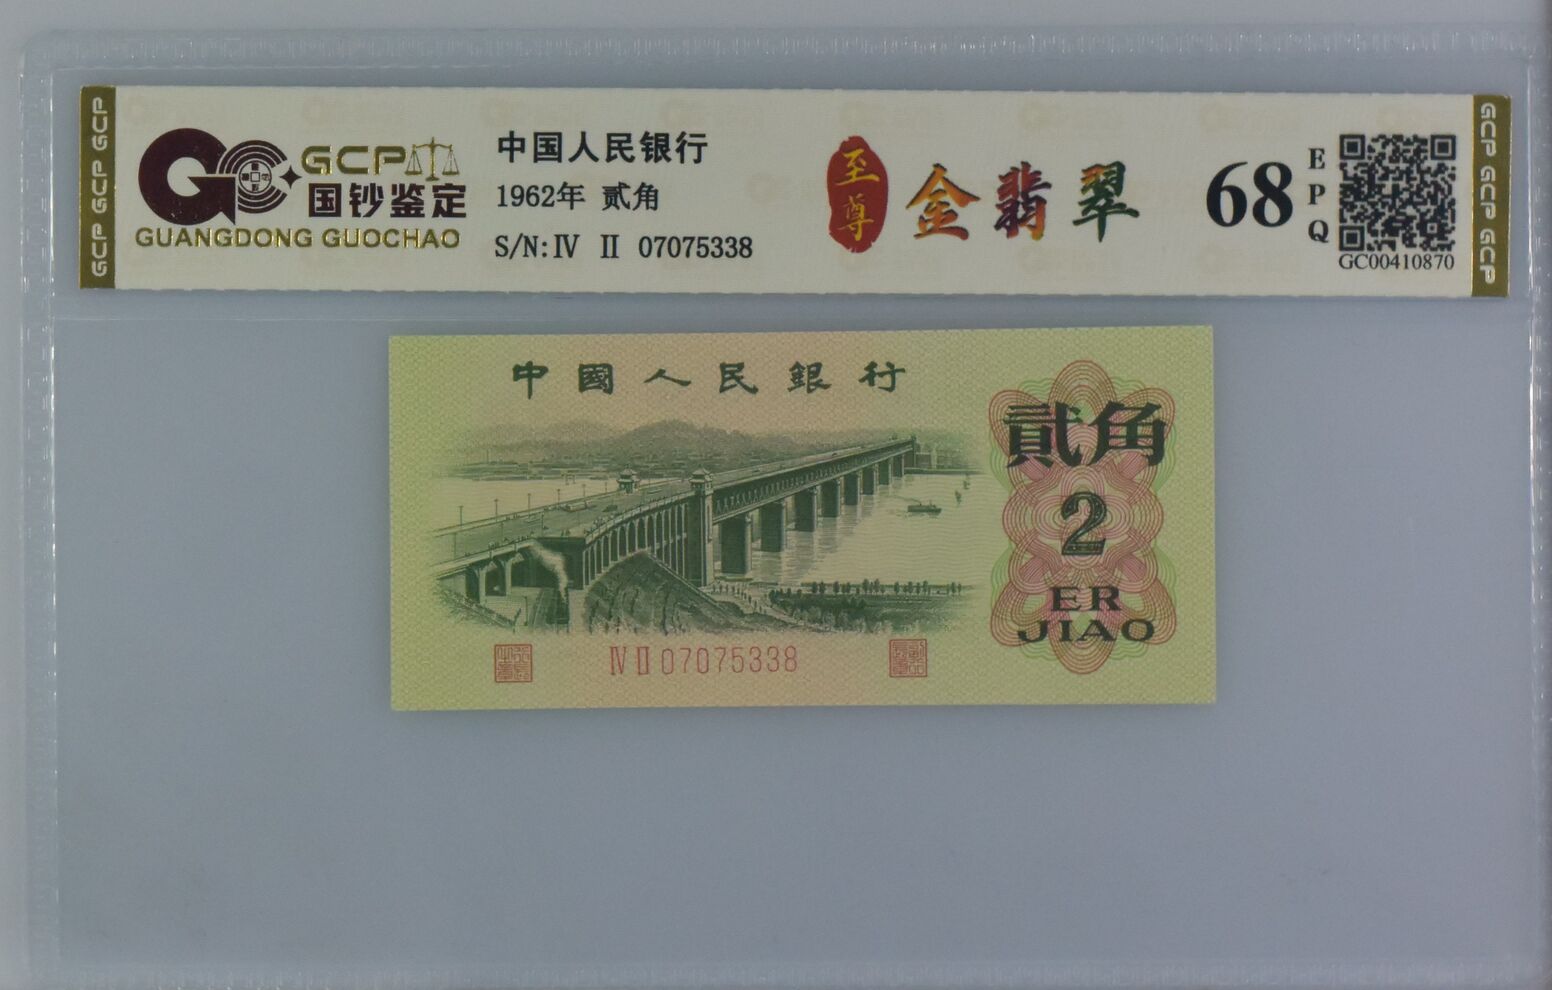 GCP GCP GCP
GCP
国钞鉴定
GUANGDONG GUOCHAO
中国人民银行
1962年 贰角
S/N:Ⅳ Ⅱ 07075338
至尊
金翡翠
68
EPQ
GC00410870
GCP GCP GCP
中國人民銀行
貳角
2
ER
JIAO
Ⅳ Ⅱ 07075338